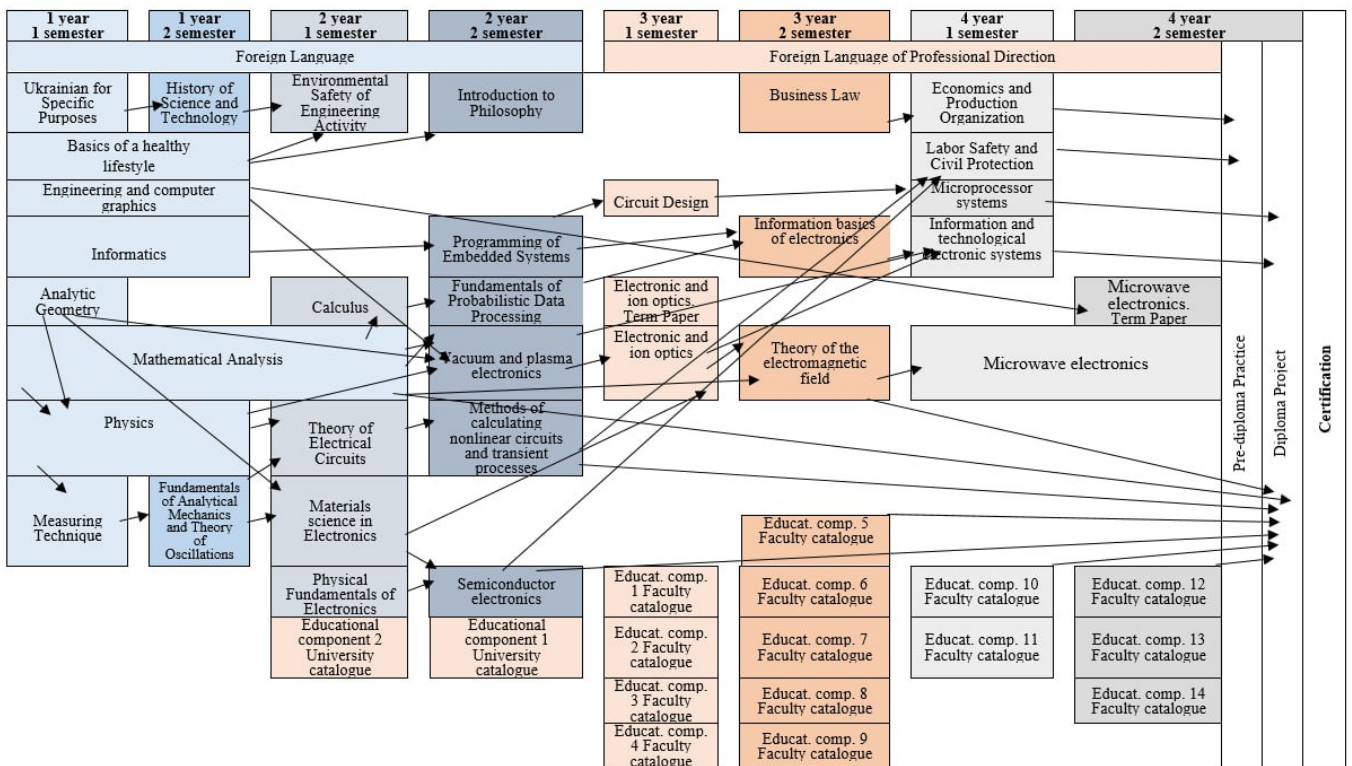 1 year
1 semester
1 year
2 semester
2 year
1 semester
2 year
2 semester
3 year
1 semester
3 year
2 semester
4 year
1 semester
4 year
2 semester
Foreign Language
Foreign Language of Professional Direction
Ukrainian for
Specific
Purposes
History of
Science and
Technology
Environmental
Safety of
Engineering
Activity
Introduction to
Philosophy
Business Law
Economics and
Production
Organization
Basics of a healthy
lifestyle
Labor Safety and
Civil Protection
Engineering and computer
graphics
Circuit Design
Microprocessor
systems
Informatics
Programming of
Embedded Systems
Information basics
of electronics
Information and
technological
electronic systems
Analytic
Geometry
Calculus
Fundamentals of
Probabilistic Data
Processing
Electronic and
ion optics.
Term Paper
Microwave
electronics.
Term Paper
Mathematical Analysis
Vacuum and plasma
electronics
Electronic and
ion optics
Theory of the
electromagnetic
field
Microwave electronics
Physics
Theory of
Electrical
Circuits
Methods of
calculating
nonlinear circuits
and transient
processes
Measuring
Technique
Fundamentals
of Analytical
Mechanics
and Theory
of
Oscillations
Materials
science in
Electronics
Educat. comp. 5
Faculty catalogue
Physical
Fundamentals of
Electronics
Semiconductor
electronics
Educat. comp.
1 Faculty
catalogue
Educat. comp. 6
Faculty catalogue
Educat. comp. 10
Faculty catalogue
Educat. comp. 12
Faculty catalogue
Educational
component 2
University
catalogue
Educational
component 1
University
catalogue
Educat. comp.
2 Faculty
catalogue
Educat. comp. 7
Faculty catalogue
Educat. comp. 11
Faculty catalogue
Educat. comp. 13
Faculty catalogue
Educat. comp.
3 Faculty
catalogue
Educat. comp. 8
Faculty catalogue
Educat. comp. 14
Faculty catalogue
Educat. comp.
4 Faculty
catalogue
Educat. comp. 9
Faculty catalogue
Pre-diploma Practice
Diploma Project
Certification